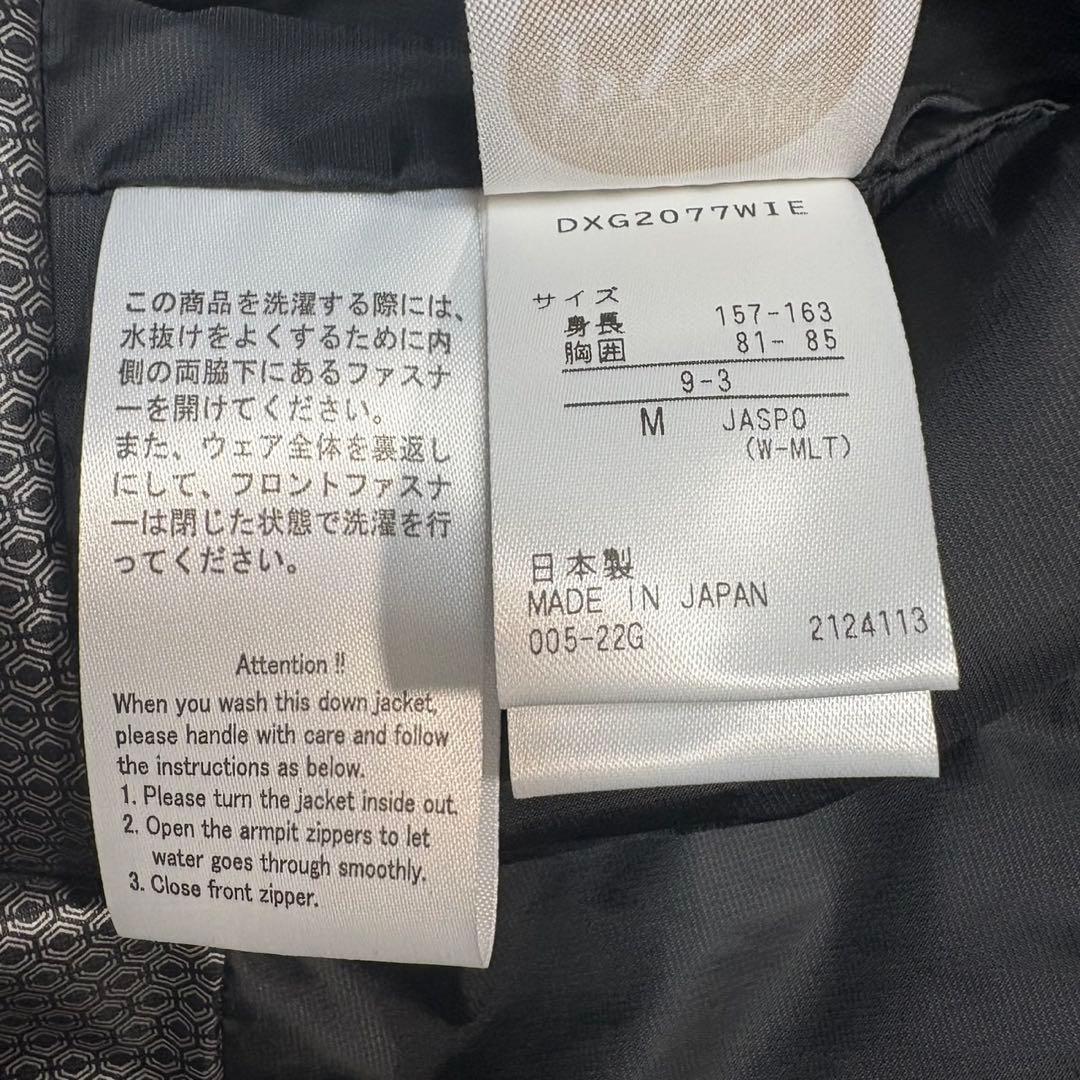 この商品を洗濯する際には、
水抜けをよくするために内
側の両脇下にあるファスナ
ーを開けてください。
また、ウェア全体を裏返し
にして、フロントファスナ
ーは閉じた状態で洗濯を行
ってください。
Attention !!
When you wash this down jacket,
please handle with care and follow
the instructions as below.
1. Please turn the jacket inside out.
2. Open the armpit zippers to let
water goes through smoothly.
3. Close front zipper.
DXG2077WIE
サイズ
身長 157-163
胸囲 81- 85
9-3
M JASPO
(W-MLT)
日本製
MADE IN JAPAN
005-22G 2124113